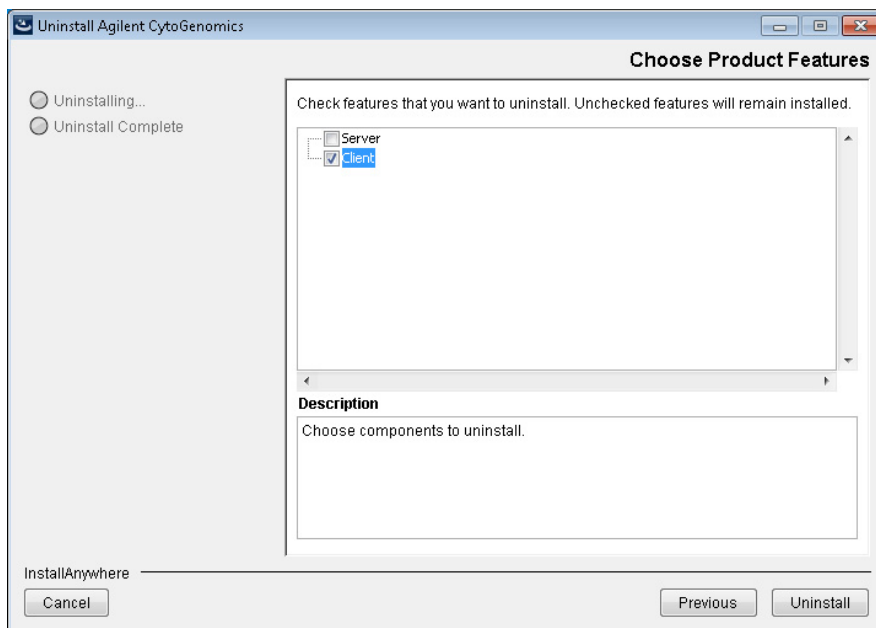 Uninstall Agilent CytoGenomics
Choose Product Features
Uninstalling...
Uninstall Complete
Check features that you want to uninstall. Unchecked features will remain installed.
Server
Client
Description
Choose components to uninstall.
InstallAnywhere
Cancel
Previous
Uninstall